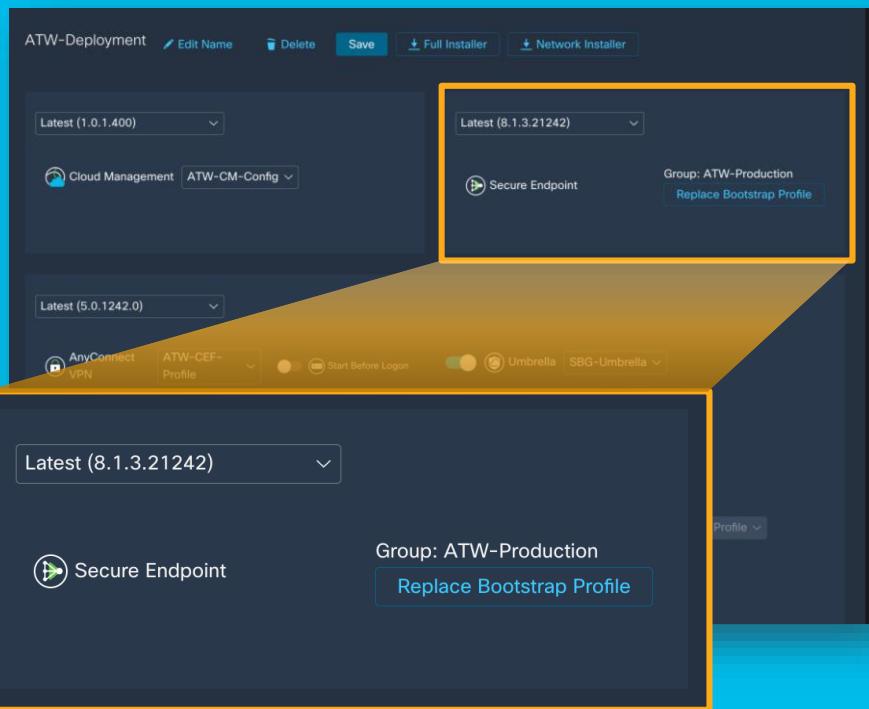 ATW-Deployment Edit Name Delete Save Full Installer Network Installer
Latest (1.0.1.400)
Cloud Management ATW-CM-Config
Latest (8.1.3.21242)
Secure Endpoint
Group: ATW-Production
Replace Bootstrap Profile
Latest (5.0.1242.0)
AnyConnect
VPN
ATW-CEF-
Profile
Start Before Logon
Umbrella
SBG-Umbrella
Profile
Latest (8.1.3.21242)
Secure Endpoint
Group: ATW-Production
Replace Bootstrap Profile